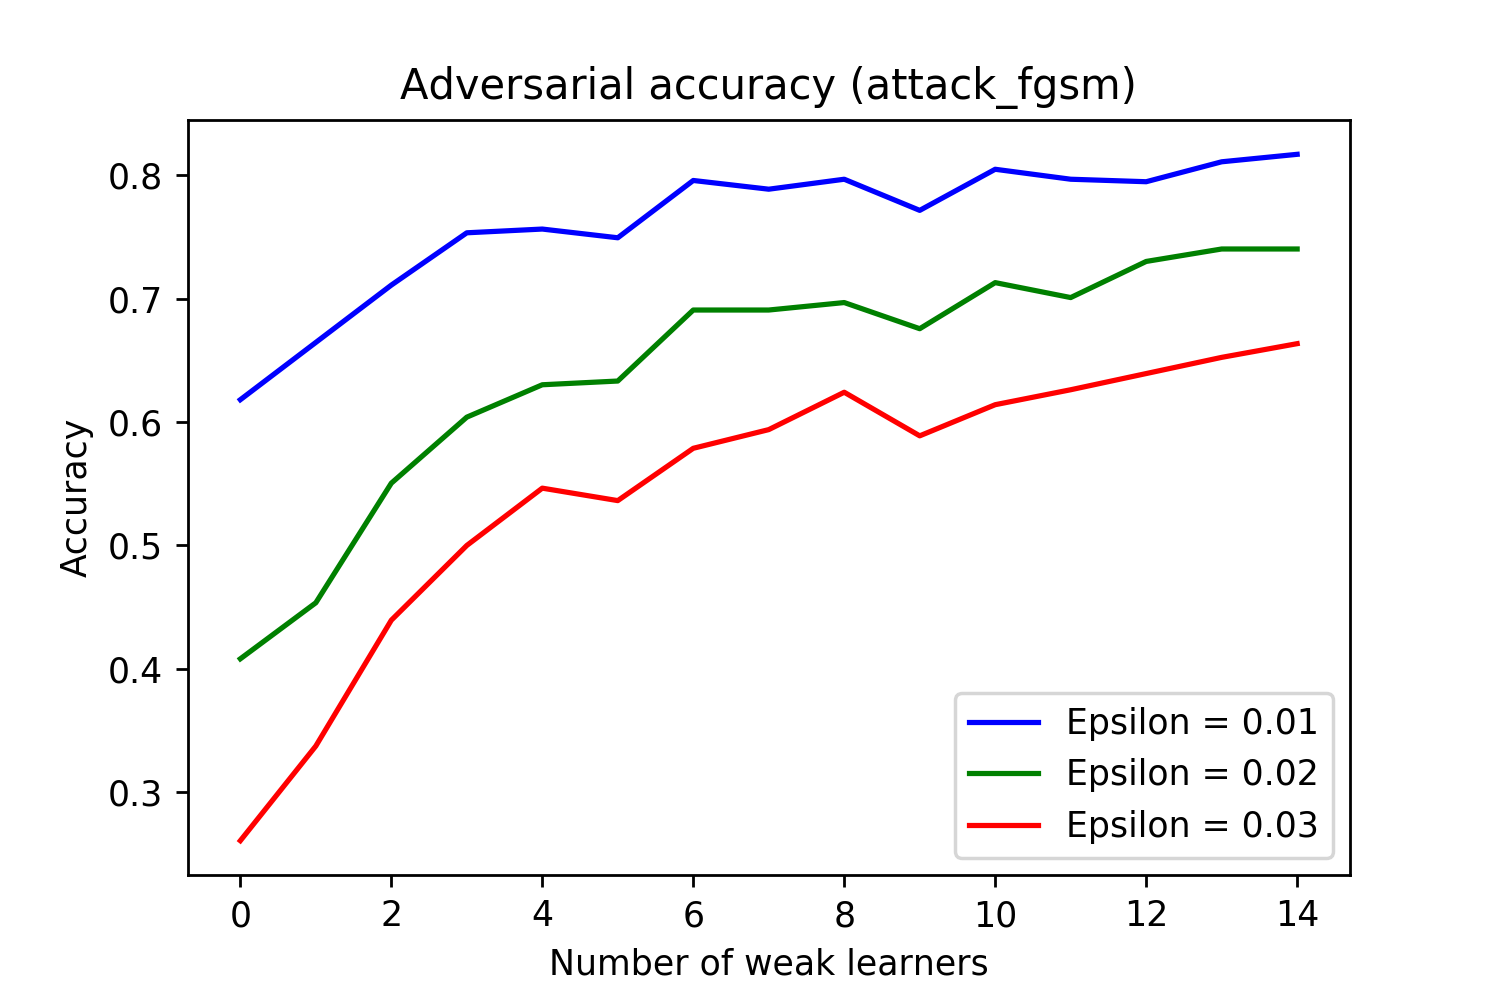 Adversarial accuracy (attack_fgsm)
0.8
0.7
0.6
0.5
0.4
0.3
Accuracy
Epsilon = 0.01
Epsilon = 0.02
Epsilon = 0.03
0 2 4 6 8 10 12 14
Number of weak learners